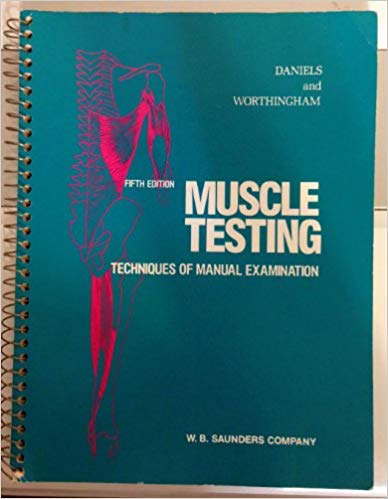 DANIELS
and
WORTHINGHAM
FIFTH EDITION
MUSCLE
TESTING
TECHNIQUES OF MANUAL EXAMINATION
W. B. SAUNDERS COMPANY